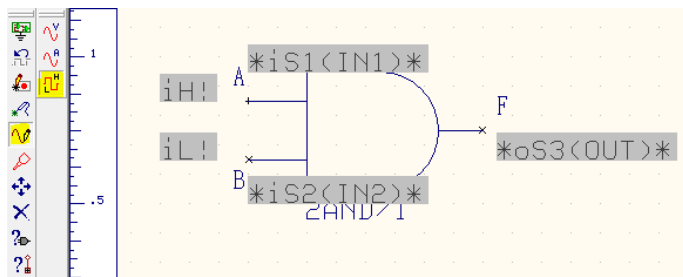 V
A
H
1
.5
*iS1(IN1)*
A
iH!
F
iL!
*oS3(OUT)*
B
*iS2(IN2)*
2AND/1
?
?